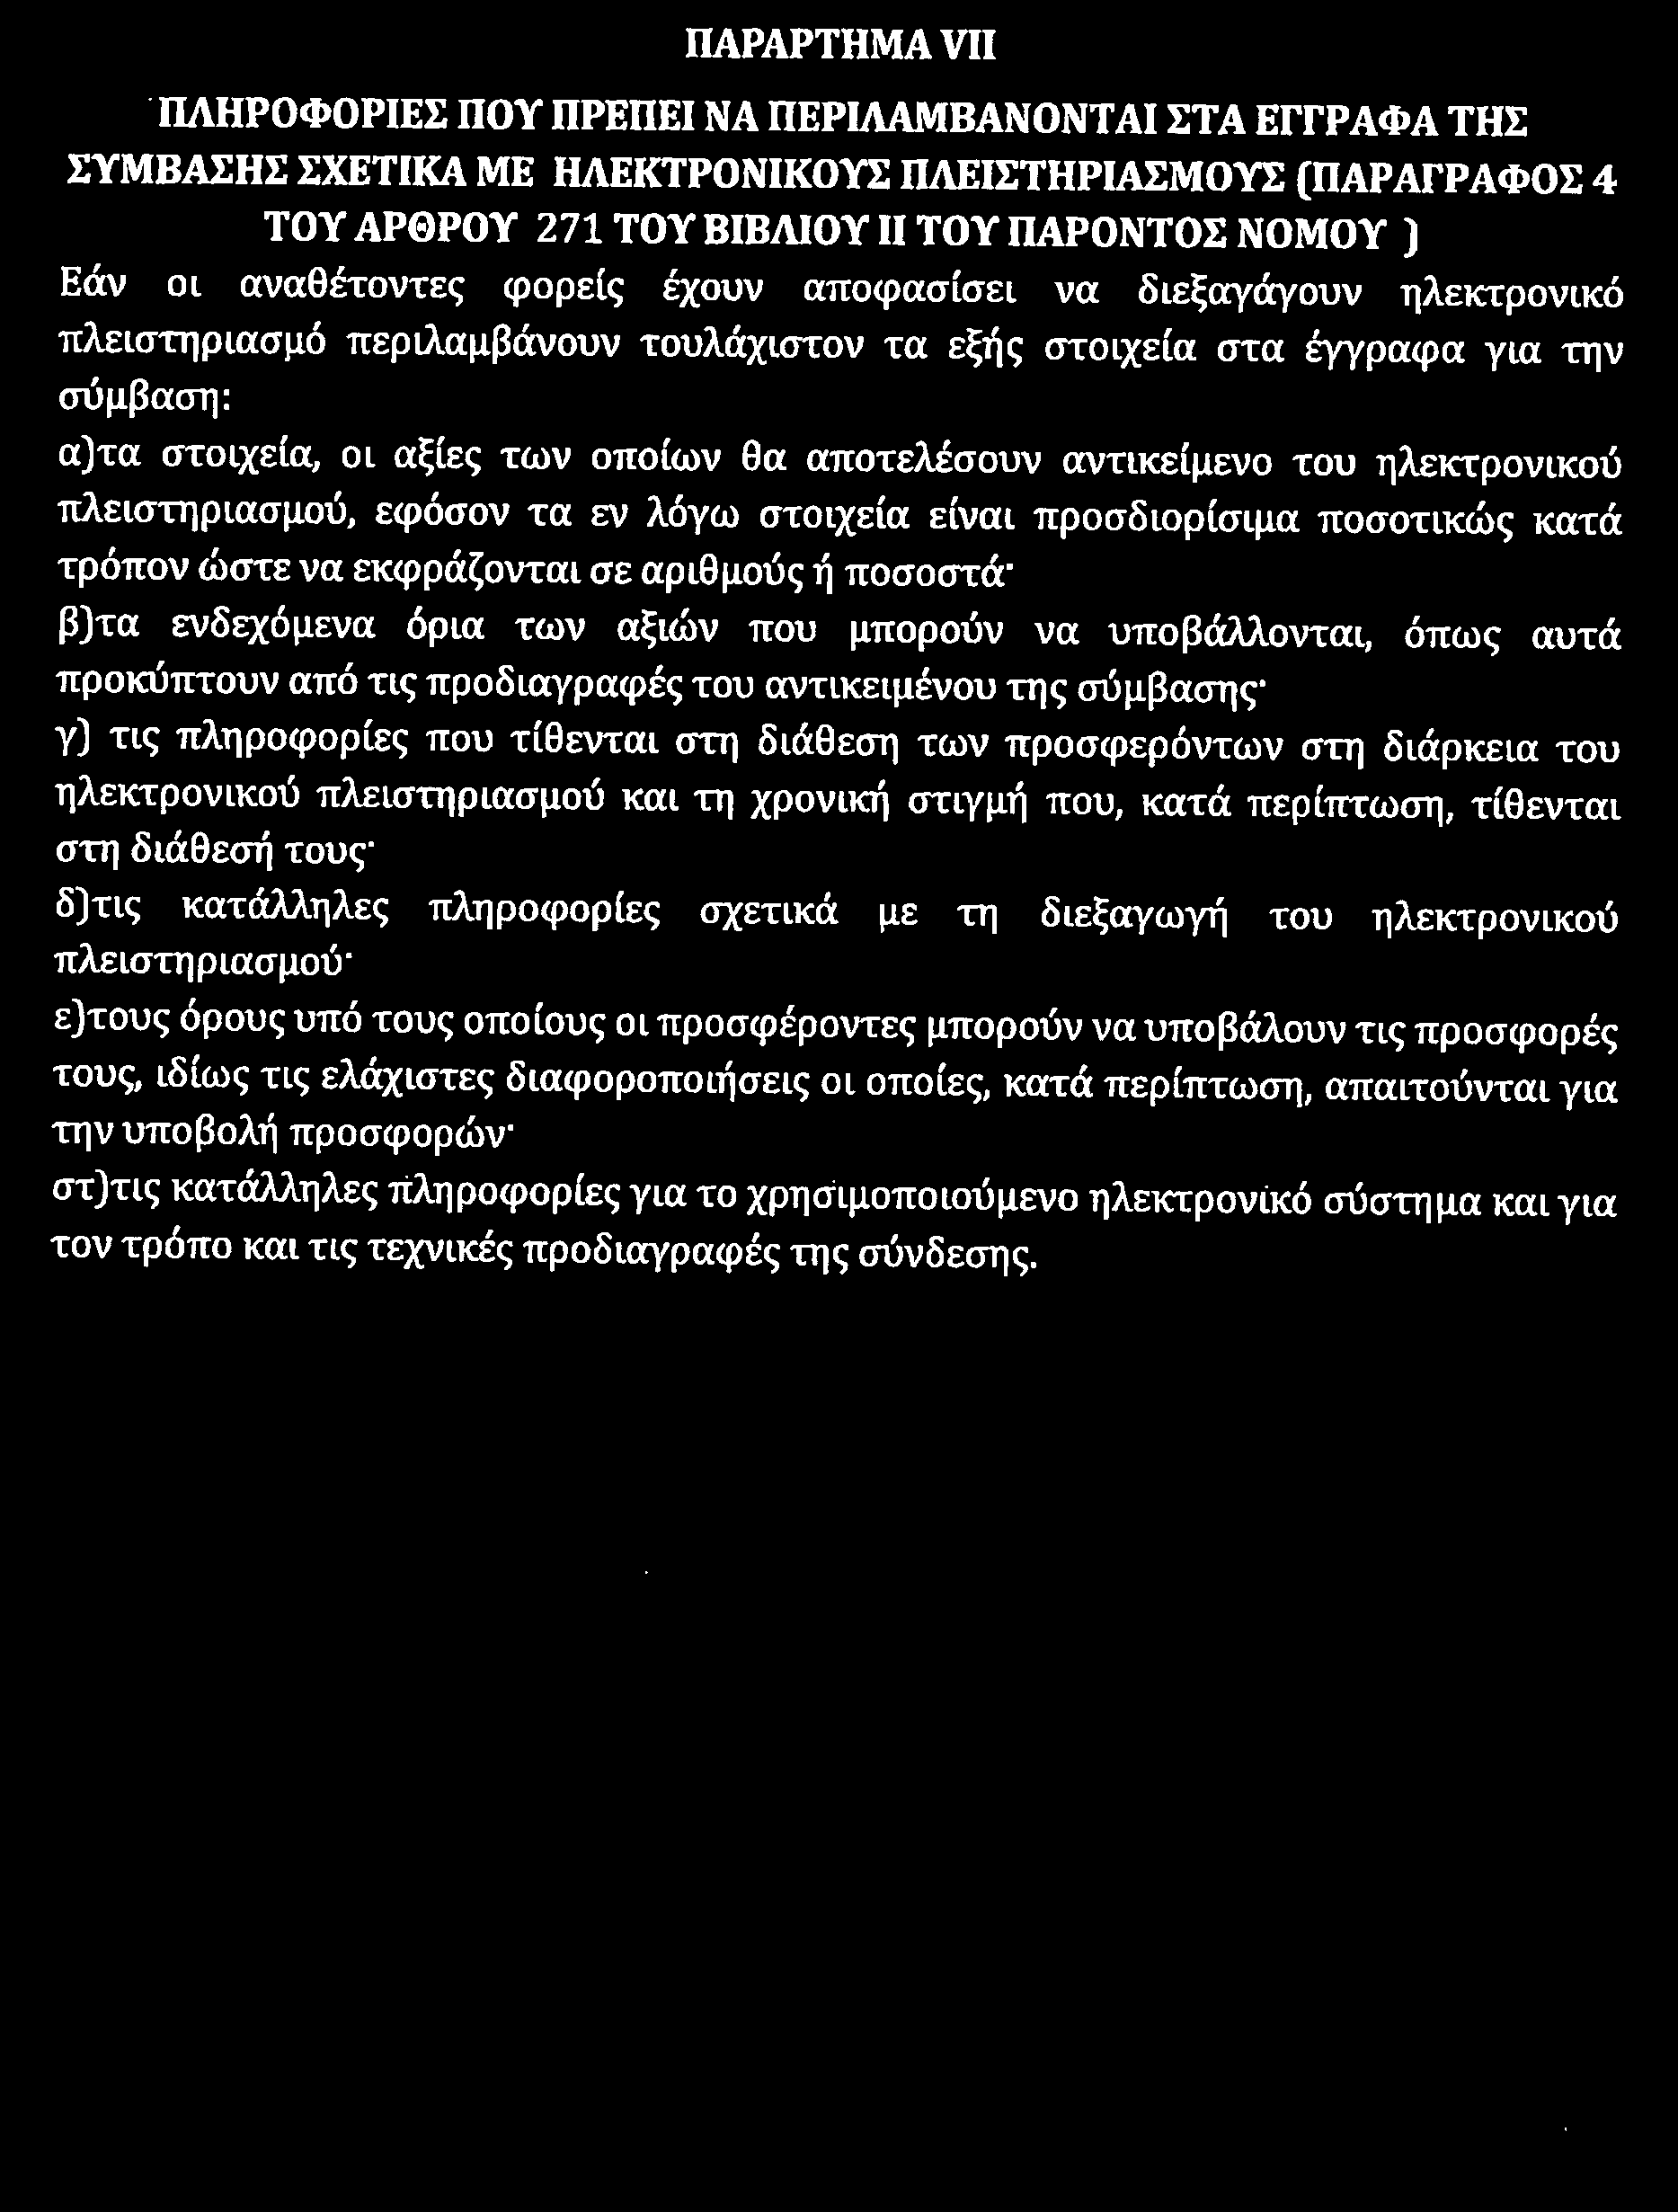 ΠΑΡΑΡΤΗΜΑ VII
ΠΛΗΡΟΦΟΡΙΕΣ ΠΟΥ ΠΡΕΠΕΙ ΝΑ ΠΕΡΙΛΑΜΒΑΝΟΝΤΑΙ ΣΤΑ ΕΓΓΡΑΦΑ ΤΗΣ
ΣΥΜΒΑΣΗΣ ΣΧΕΤΙΚΑ ΜΕ ΗΛΕΚΤΡΟΝΙΚΟΥΣ ΠΛΕΙΣΤΗΡΙΑΣΜΟΥΣ (ΠΑΡΑΓΡΑΦΟΣ 4
ΤΟΥ ΑΡΘΡΟΥ 271 ΤΟΥ ΒΙΒΛΙΟΥ ΙΙ ΤΟΥ ΠΑΡΟΝΤΟΣ ΝΟΜΟΥ )
Εάν οι αναθέτοντες φορείς έχουν αποφασίσει να διεξαγάγουν ηλεκτρονικό
πλειστηριασμό περιλαμβάνουν τουλάχιστον τα εξής στοιχεία στα έγγραφα για την
σύμβαση:
α)τα στοιχεία, οι αξίες των οποίων θα αποτελέσουν αντικείμενο του ηλεκτρονικού
πλειστηριασμού, εφόσον τα εν λόγω στοιχεία είναι προσδιορίσιμα ποσοτικώς κατά
τρόπον ώστε να εκφράζονται σε αριθμούς ή ποσοστά·
β)τα ενδεχόμενα όρια των αξιών που μπορούν να υποβάλλονται, όπως αυτά
προκύπτουν από τις προδιαγραφές του αντικειμένου της σύμβασης·
γ) τις πληροφορίες που τίθενται στη διάθεση των προσφερόντων στη διάρκεια του
ηλεκτρονικού πλειστηριασμού και τη χρονική στιγμή που, κατά περίπτωση, τίθενται
στη διάθεσή τους·
δ)τις κατάλληλες πληροφορίες σχετικά με τη διεξαγωγή του ηλεκτρονικού
πλειστηριασμού·
ε)τους όρους υπό τους οποίους οι προσφέροντες μπορούν να υποβάλουν τις προσφορές
τους, ιδίως τις ελάχιστες διαφοροποιήσεις οι οποίες, κατά περίπτωση, απαιτούνται για
την υποβολή προσφορών·
στ)τις κατάλληλες πληροφορίες για το χρησιμοποιούμενο ηλεκτρονικό σύστημα και για
τον τρόπο και τις τεχνικές προδιαγραφές της σύνδεσης.